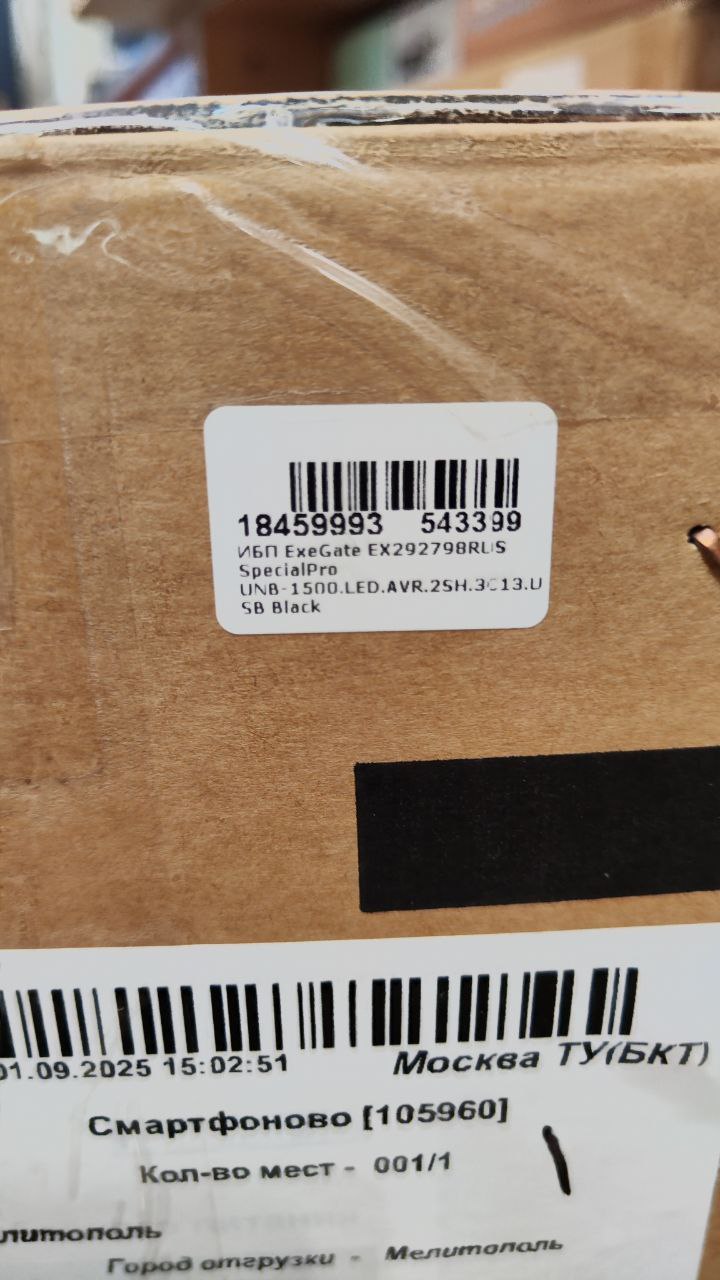 18459993 543399
ИБП ExeGate EX292798RUS
SpecialPro
UNB-1500.LED.AVR.2SH.3C13.U
SB Black
01.09.2025 15:02:51 Москва ТУ(БКТ)
Смартфоново [105960]
Кол-во мест - 001/1
елитополь
Город отгрузки - Мелитополь